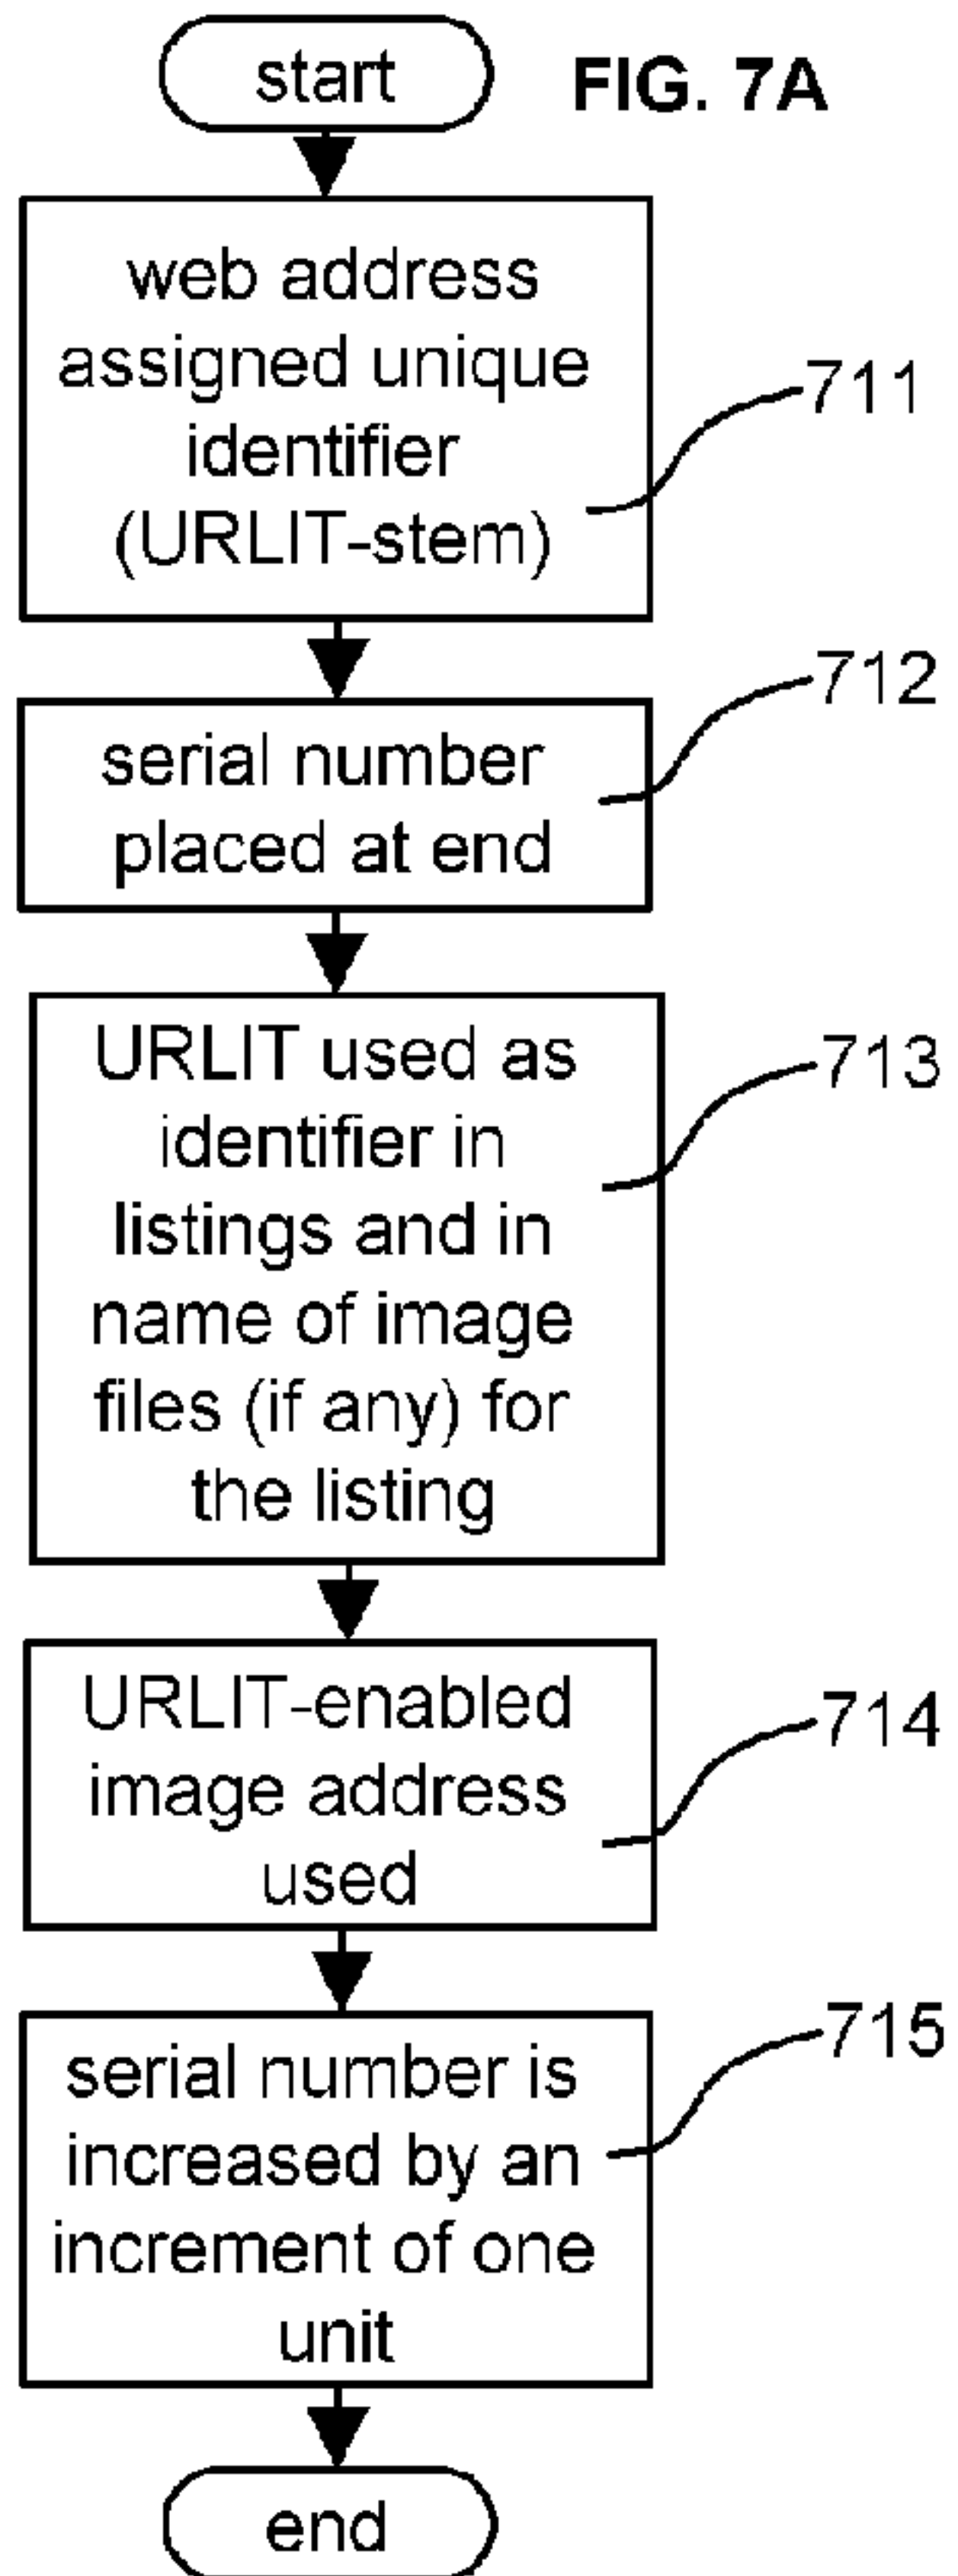 start
FIG. 7A
web address
assigned unique
identifier
(URLIT-stem)
711
serial number
placed at end
712
URLIT used as
identifier in
listings and in
name of image
files (if any) for
the listing
713
URLIT-enabled
image address
used
714
serial number is
increased by an
increment of one
unit
715
end